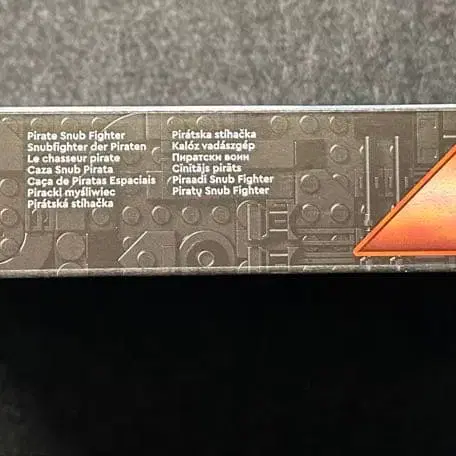 Pirate Snub Fighter
Snubfighter der Piraten
Le chasseur pirate
Caza Snub Pirata
Caça de Piratas Espaciais
Piracki myśliwiec
Pirátská stíhačka
Pirátska stíhačka
Kalóz vadászgép
Пиратски воин
Cīnītājs pirāts
Piraadi Snub Fighter
Piratų Snub Fighter